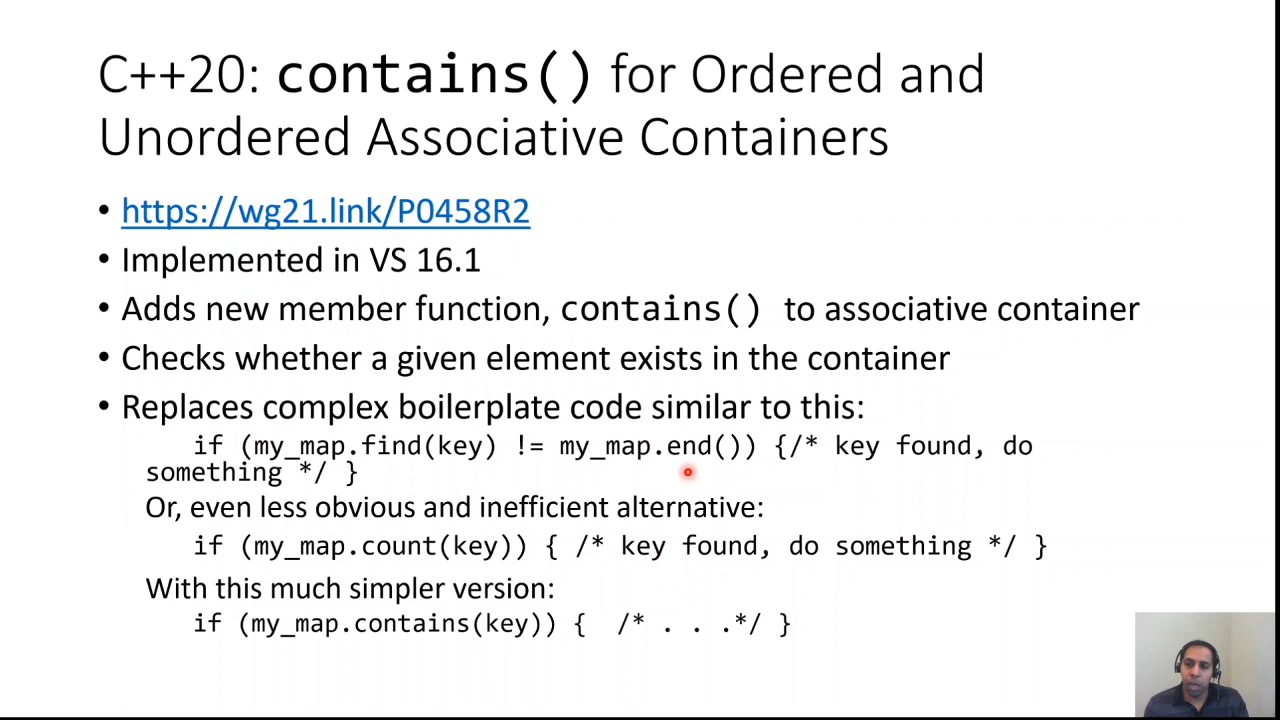 C++20: contains() for Ordered and
Unordered Associative Containers
• https://wg21.link/P0458R2
• Implemented in VS 16.1
• Adds new member function, contains() to associative container
• Checks whether a given element exists in the container
• Replaces complex boilerplate code similar to this:
if (my_map.find(key) != my_map.end()) {/* key found, do
something */ }
Or, even less obvious and inefficient alternative:
if (my_map.count(key)) { /* key found, do something */ }
With this much simpler version:
if (my_map.contains(key)) { /* . . .*/ }